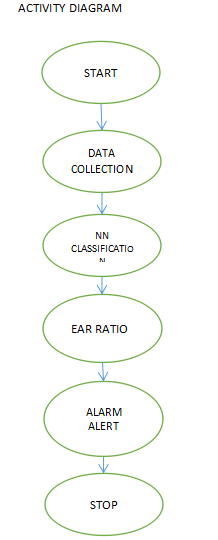 ACTIVITY DIAGRAM
START
DATA
COLLECTION
NN
CLASSIFICATIO
N
EAR RATIO
ALARM
ALERT
STOP